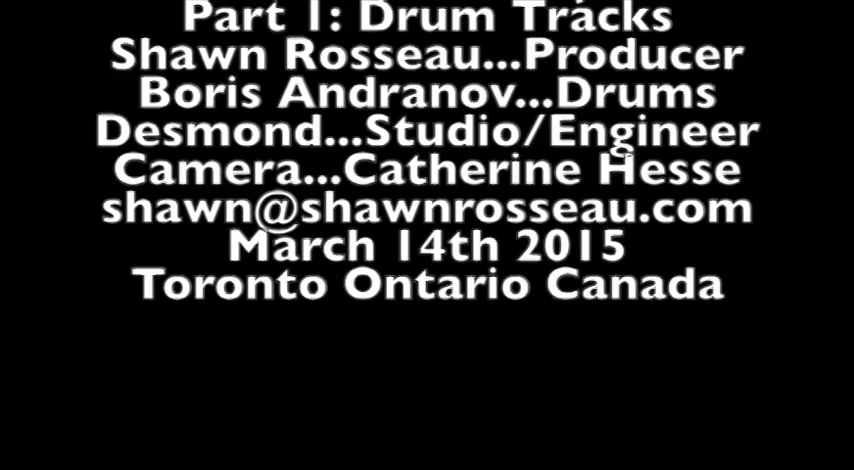 Part 1: Drum Tracks
Shawn Rosseau...Producer
Boris Andranov...Drums
Desmond...Studio/Engineer
Camera...Catherine Hesse
shawn@shawnrosseau.com
March 14th 2015
Toronto Ontario Canada